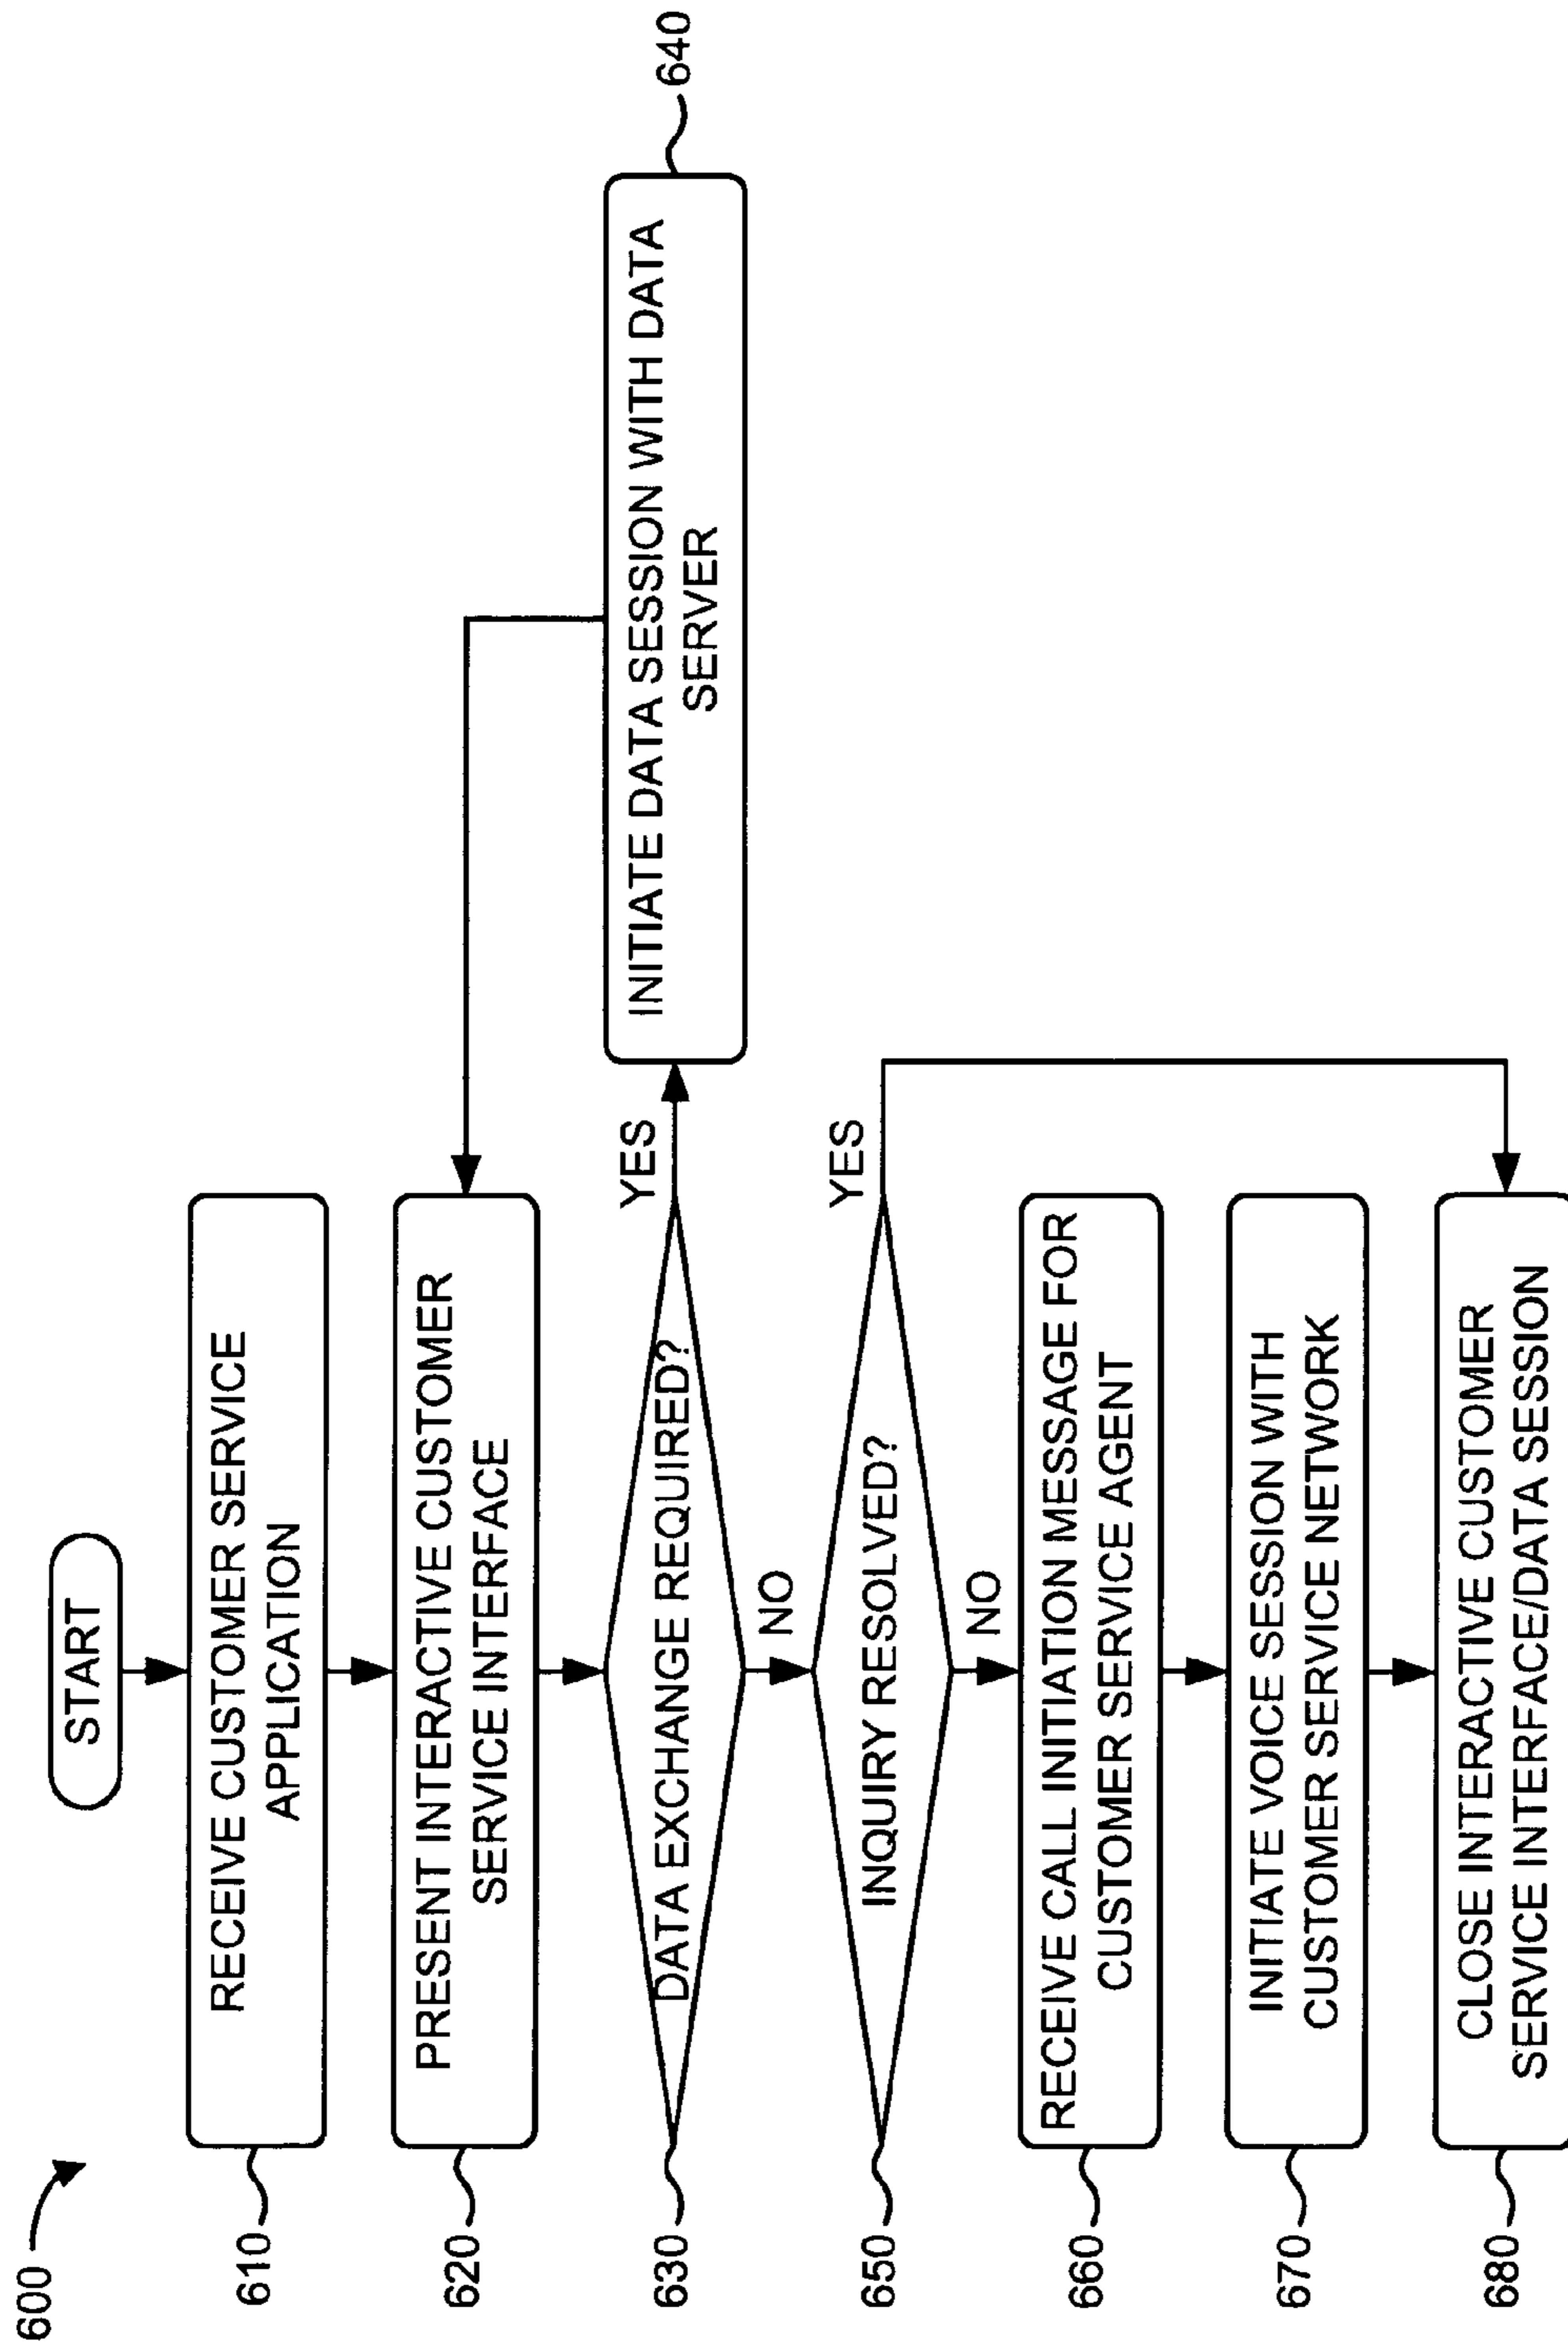 600
START
610
RECEIVE CUSTOMER SERVICE
APPLICATION
620
PRESENT INTERACTIVE CUSTOMER
SERVICE INTERFACE
630
DATA EXCHANGE REQUIRED?
YES
INITIATE DATA SESSION WITH DATA
SERVER
640
NO
650
INQUIRY RESOLVED?
YES
NO
660
RECEIVE CALL INITIATION MESSAGE FOR
CUSTOMER SERVICE AGENT
670
INITIATE VOICE SESSION WITH
CUSTOMER SERVICE NETWORK
680
CLOSE INTERACTIVE CUSTOMER
SERVICE INTERFACE/DATA SESSION